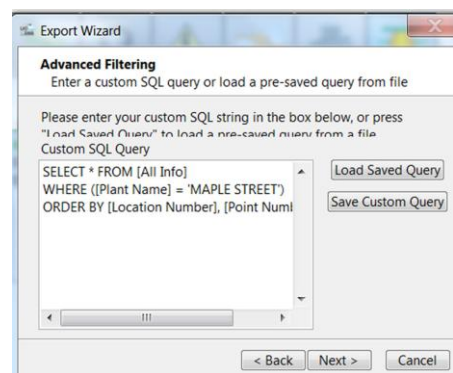 Export Wizard
Advanced Filtering
Enter a custom SQL query or load a pre-saved query from file
Please enter your custom SQL string in the box below, or press
"Load Saved Query" to load a pre-saved query from a file
Custom SQL Query
SELECT * FROM [All Info]
WHERE ([Plant Name] = 'MAPLE STREET')
ORDER BY [Location Number], [Point Num
Load Saved Query
Save Custom Query
< Back
Next >
Cancel